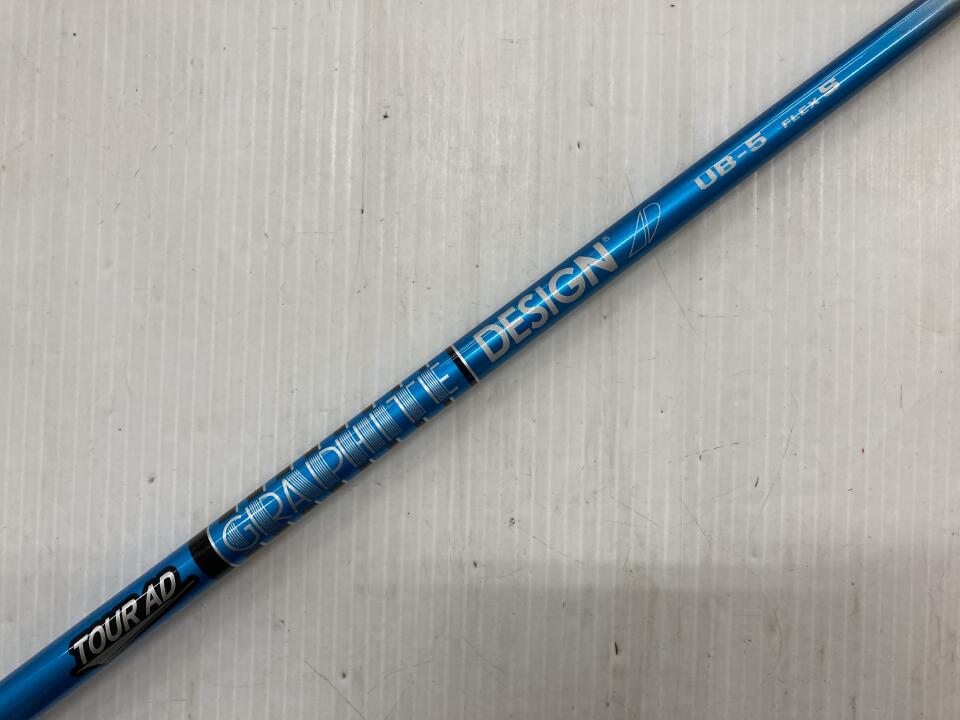 TOUR AD
GRAPHITE DESIGN®
UB-5 FLEX S